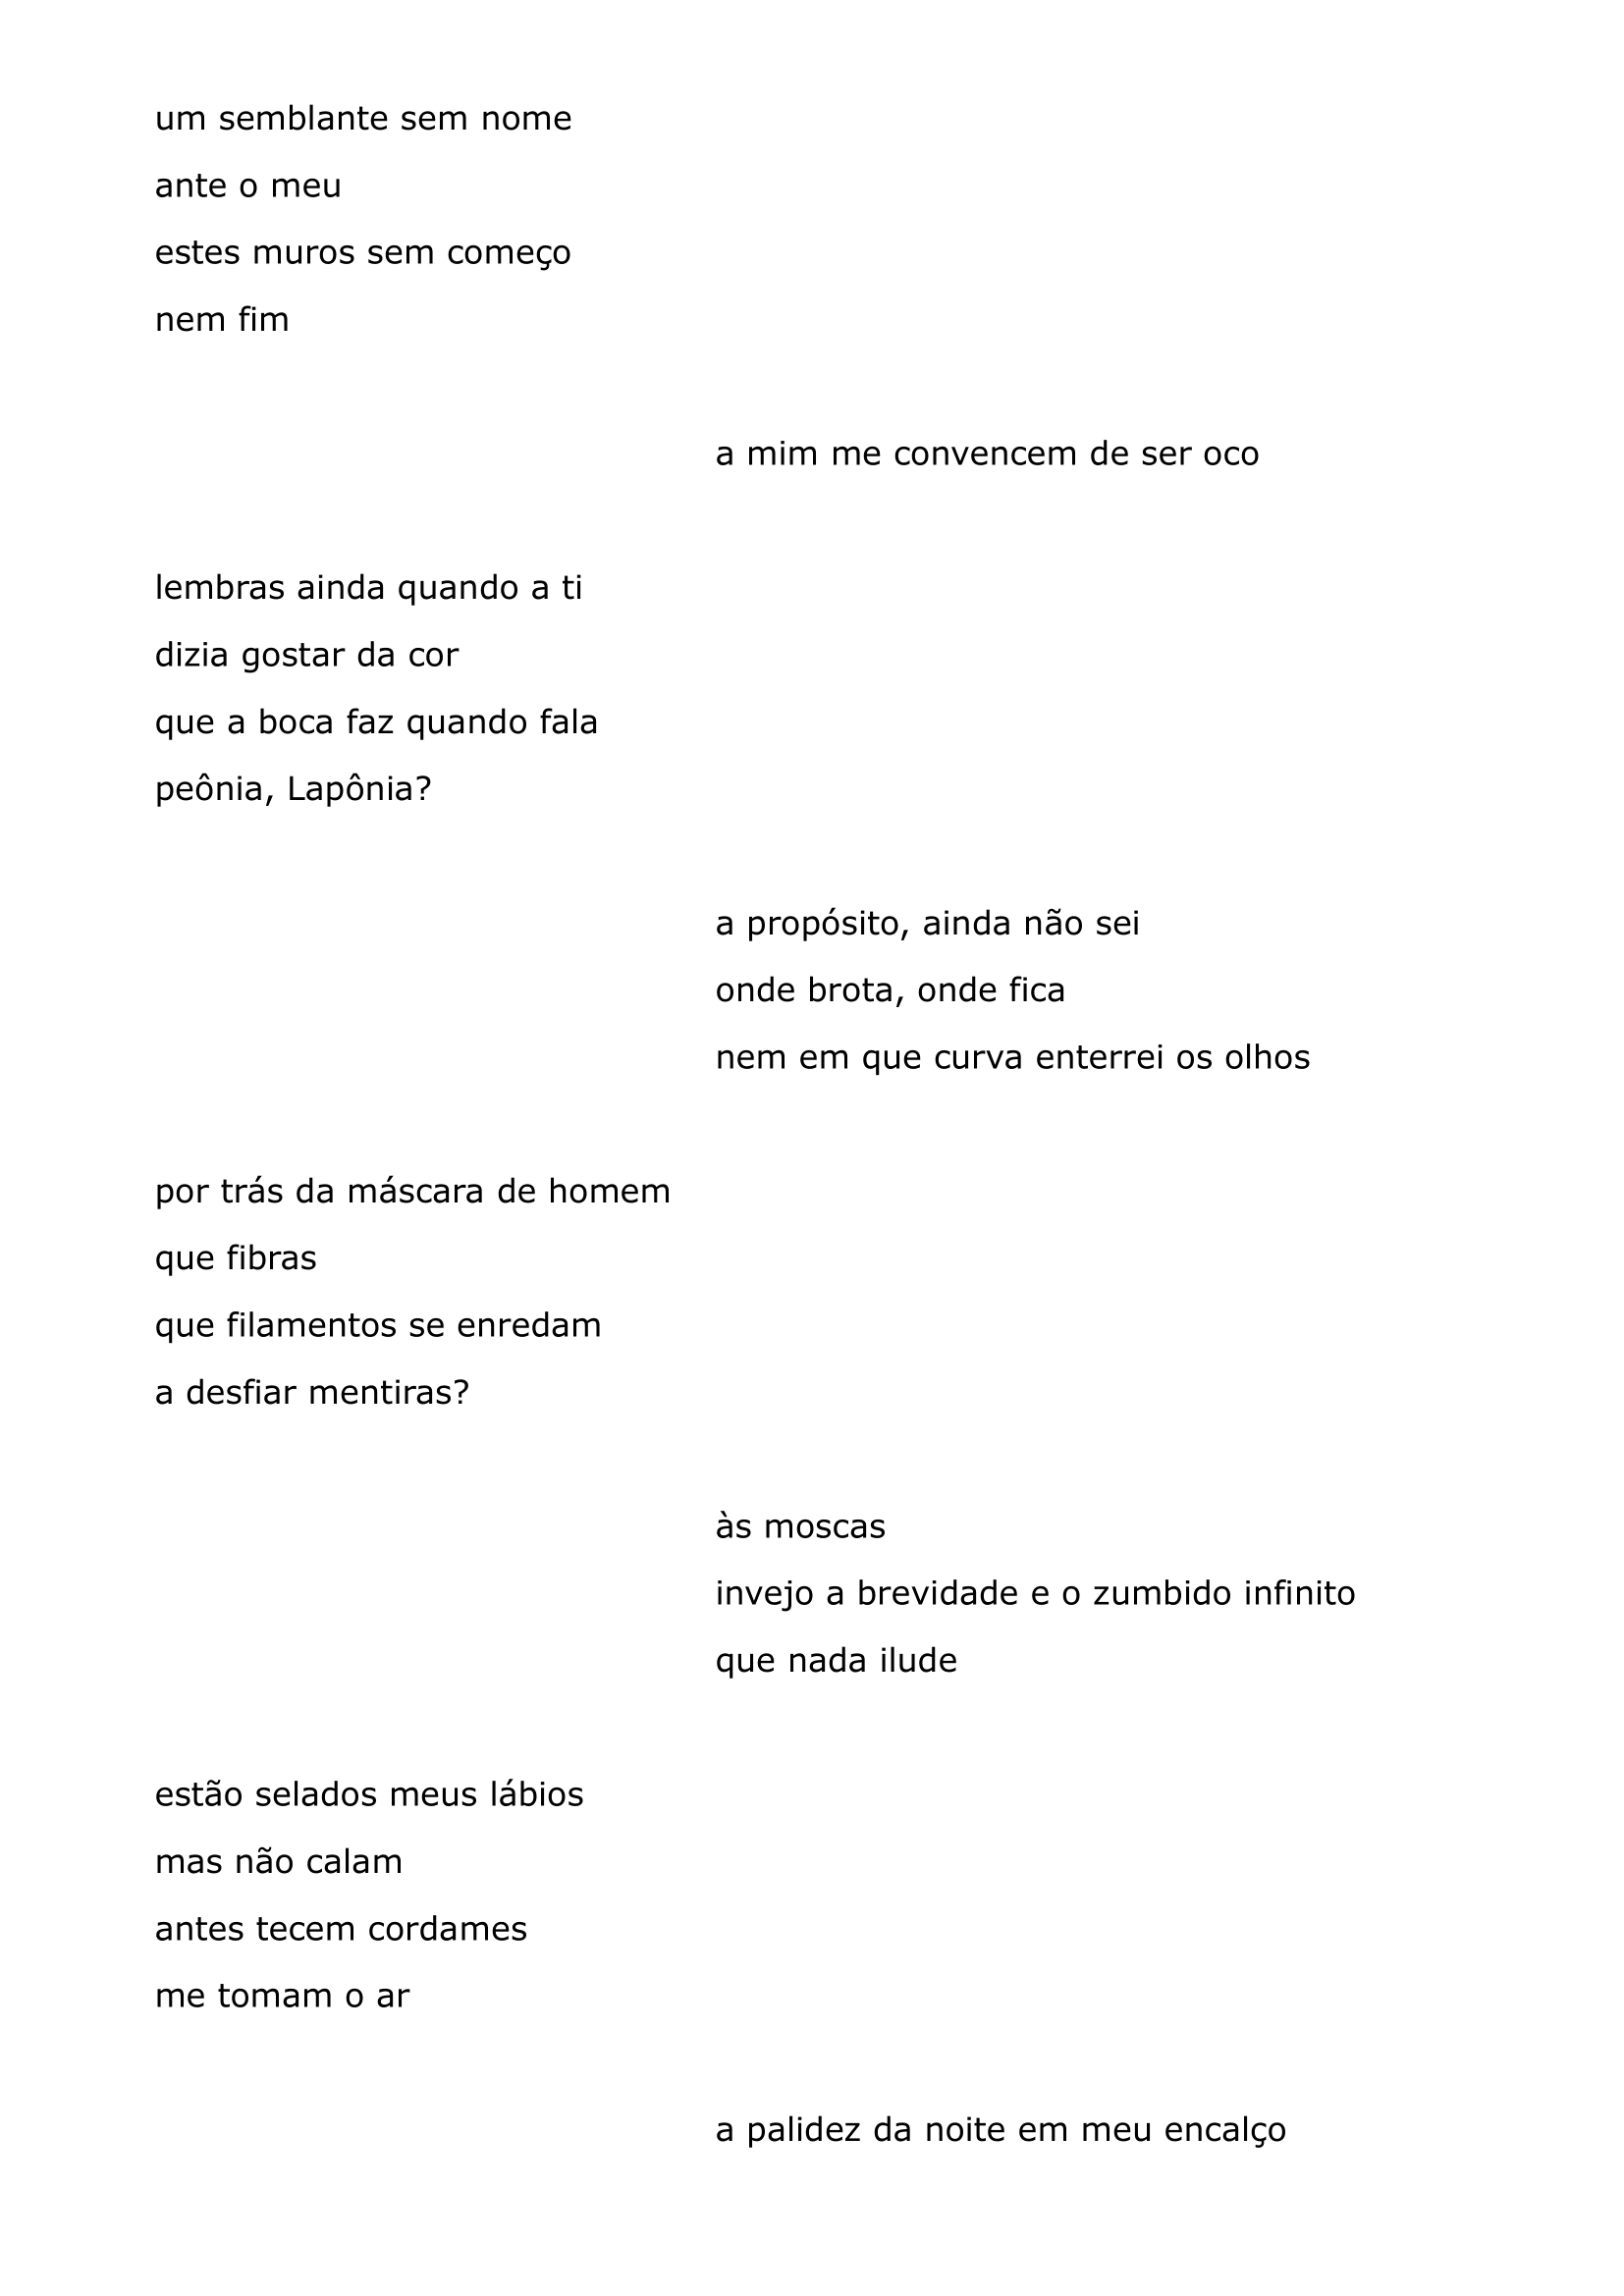 um semblante sem nome
ante o meu
estes muros sem começo
nem fim
a mim me convencem de ser oco
lembras ainda quando a ti
dizia gostar da cor
que a boca faz quando fala
peônia, Lapônia?
a propósito, ainda não sei
onde brota, onde fica
nem em que curva enterrei os olhos
por trás da máscara de homem
que fibras
que filamentos se enredam
a desfiar mentiras?
às moscas
invejo a brevidade e o zumbido infinito
que nada ilude
estão selados meus lábios
mas não calam
antes tecem cordames
me tomam o ar
a palidez da noite em meu encalço